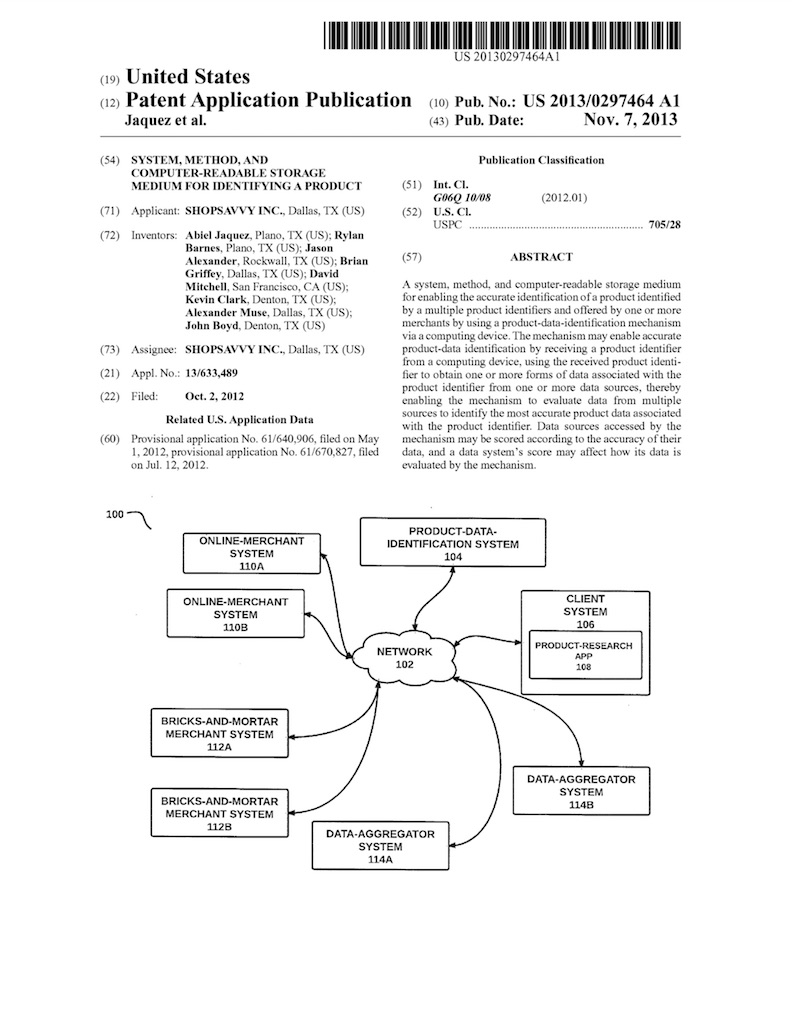 US 20130297464A1
(19) United States
(12) Patent Application Publication
Jaquez et al.
(10) Pub. No.: US 2013/0297464 A1
(43) Pub. Date: Nov. 7, 2013
(54) SYSTEM, METHOD, AND
COMPUTER-READABLE STORAGE
MEDIUM FOR IDENTIFYING A PRODUCT
(71) Applicant: SHOPSAVVY INC., Dallas, TX (US)
(72) Inventors: Abiel Jaquez, Plano, TX (US); Rylan
Barnes, Plano, TX (US); Jason
Alexander, Rockwall, TX (US); Brian
Griffey, Dallas, TX (US); David
Mitchell, San Francisco, CA (US);
Kevin Clark, Denton, TX (US);
Alexander Muse, Dallas, TX (US);
John Boyd, Denton, TX (US)
(73) Assignee: SHOPSAVVY INC., Dallas, TX (US)
(21) Appl. No.: 13/633,489
(22) Filed: Oct. 2, 2012
Related U.S. Application Data
(60) Provisional application No. 61/640,906, filed on May
1, 2012, provisional application No. 61/670,827, filed
on Jul. 12, 2012.
Publication Classification
(51) Int. Cl.
G06Q 10/08 (2012.01)
(52) U.S. Cl.
USPC ........................................................ 705/28
(57) ABSTRACT
A system, method, and computer-readable storage medium
for enabling the accurate identification of a product identified
by a multiple product identifiers and offered by one or more
merchants by using a product-data-identification mechanism
via a computing device. The mechanism may enable accurate
product-data identification by receiving a product identifier
from a computing device, using the received product identi-
fier to obtain one or more forms of data associated with the
product identifier from one or more data sources, thereby
enabling the mechanism to evaluate data from multiple
sources to identify the most accurate product data associated
with the product identifier. Data sources accessed by the
mechanism may be scored according to the accuracy of their
data, and a data system's score may affect how its data is
evaluated by the mechanism.
100
ONLINE-MERCHANT
SYSTEM
110A
PRODUCT-DATA-
IDENTIFICATION SYSTEM
104
ONLINE-MERCHANT
SYSTEM
110B
CLIENT
SYSTEM
106
PRODUCT-RESEARCH
APP
108
NETWORK
102
BRICKS-AND-MORTAR
MERCHANT SYSTEM
112A
DATA-AGGREGATOR
SYSTEM
114B
BRICKS-AND-MORTAR
MERCHANT SYSTEM
112B
DATA-AGGREGATOR
SYSTEM
114A